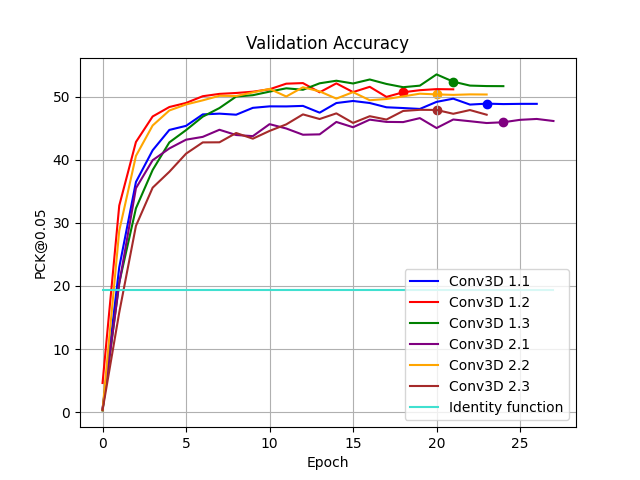 Validation Accuracy
PCK@0.05
50
40
30
20
10
0
Conv3D 1.1
Conv3D 1.2
Conv3D 1.3
Conv3D 2.1
Conv3D 2.2
Conv3D 2.3
Identity function
0 5 10 15 20 25
Epoch